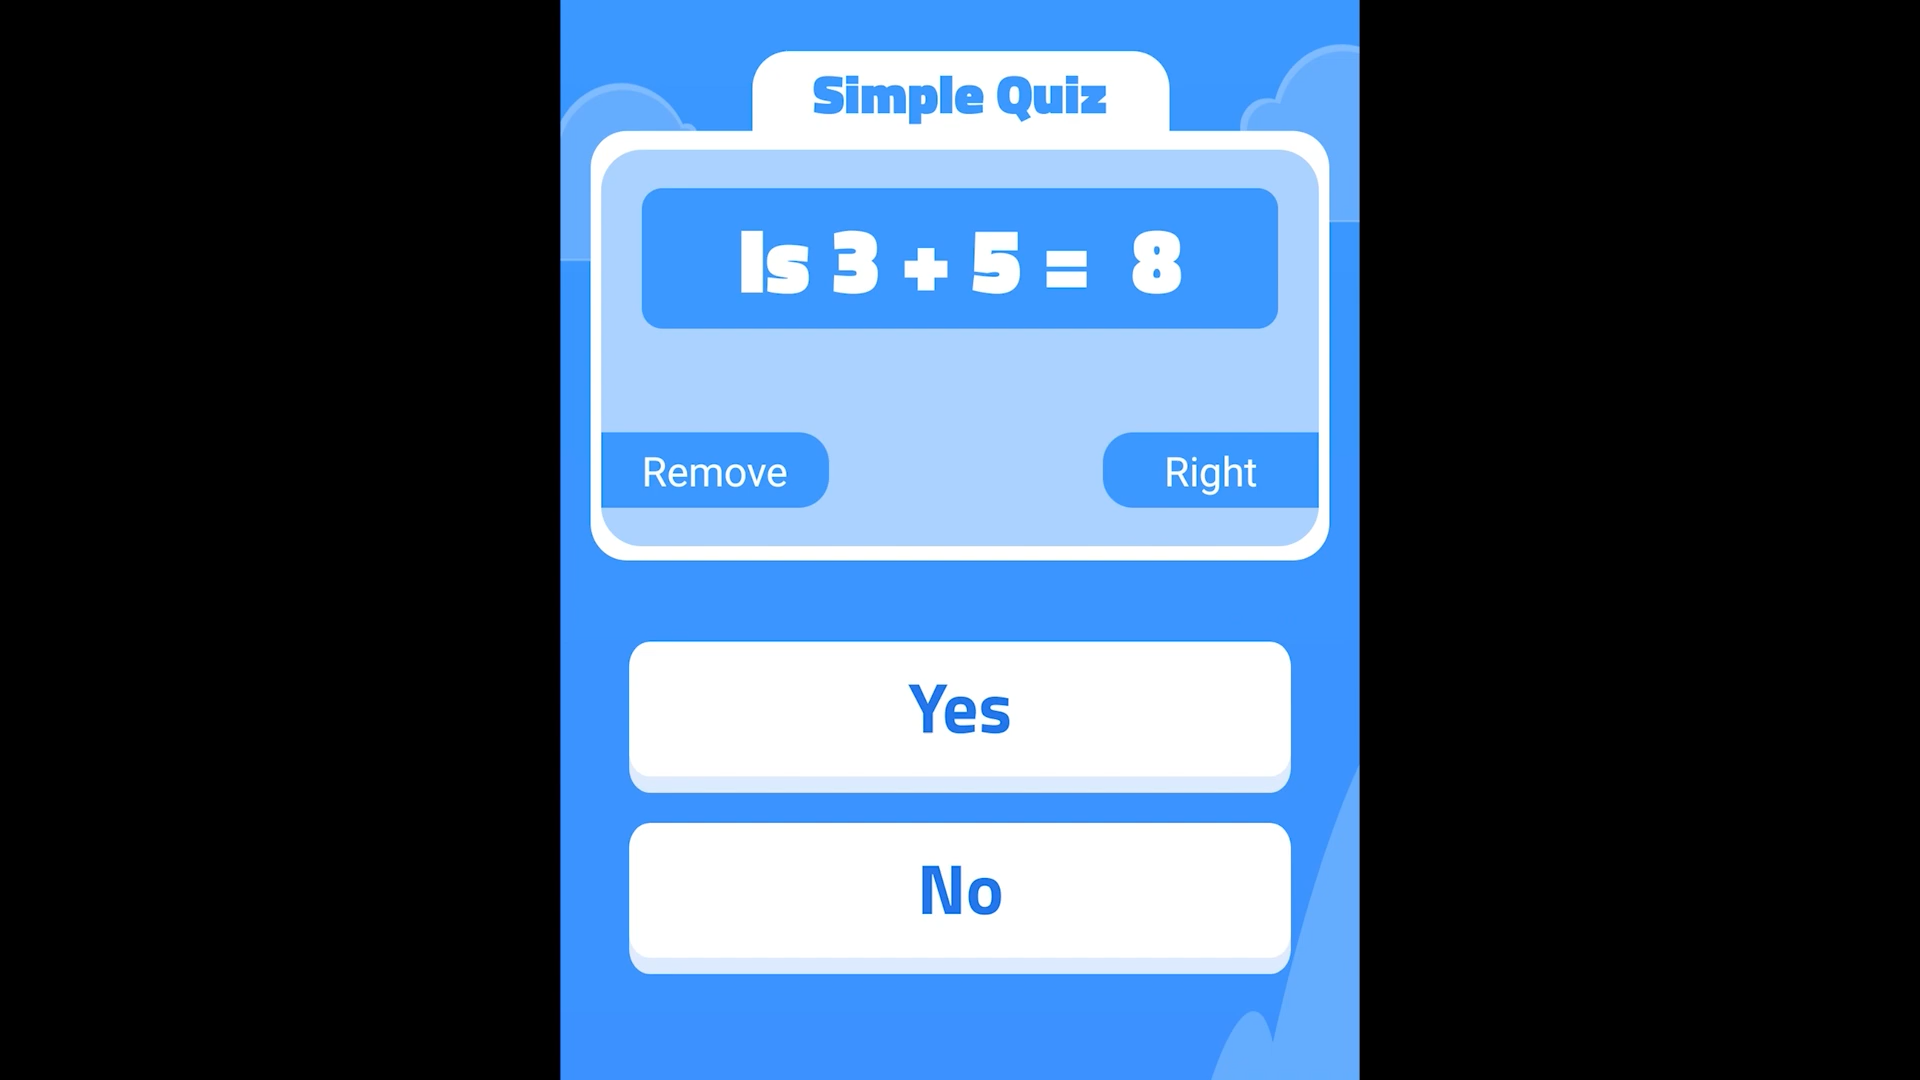 Simple Quiz
Is 3 + 5 = 8
Remove
Right
Yes
No